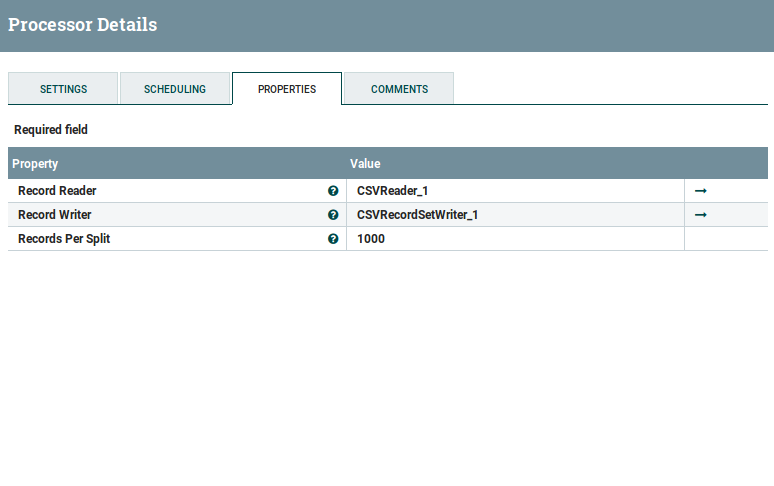 Processor Details
SETTINGS SCHEDULING PROPERTIES COMMENTS
Required field
Property Value
Record Reader ? CSVReader_1
Record Writer ? CSVRecordSetWriter_1
Records Per Split ? 1000